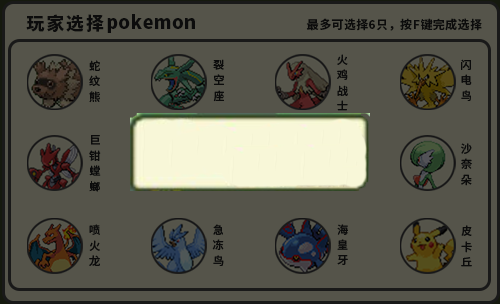 玩家选择pokemon
最多可选择6只，按F键完成选择
蛇纹熊
裂空座
火鸡战士
闪电鸟
巨钳螳螂
沙奈朵
喷火龙
急冻鸟
海皇牙
皮卡丘